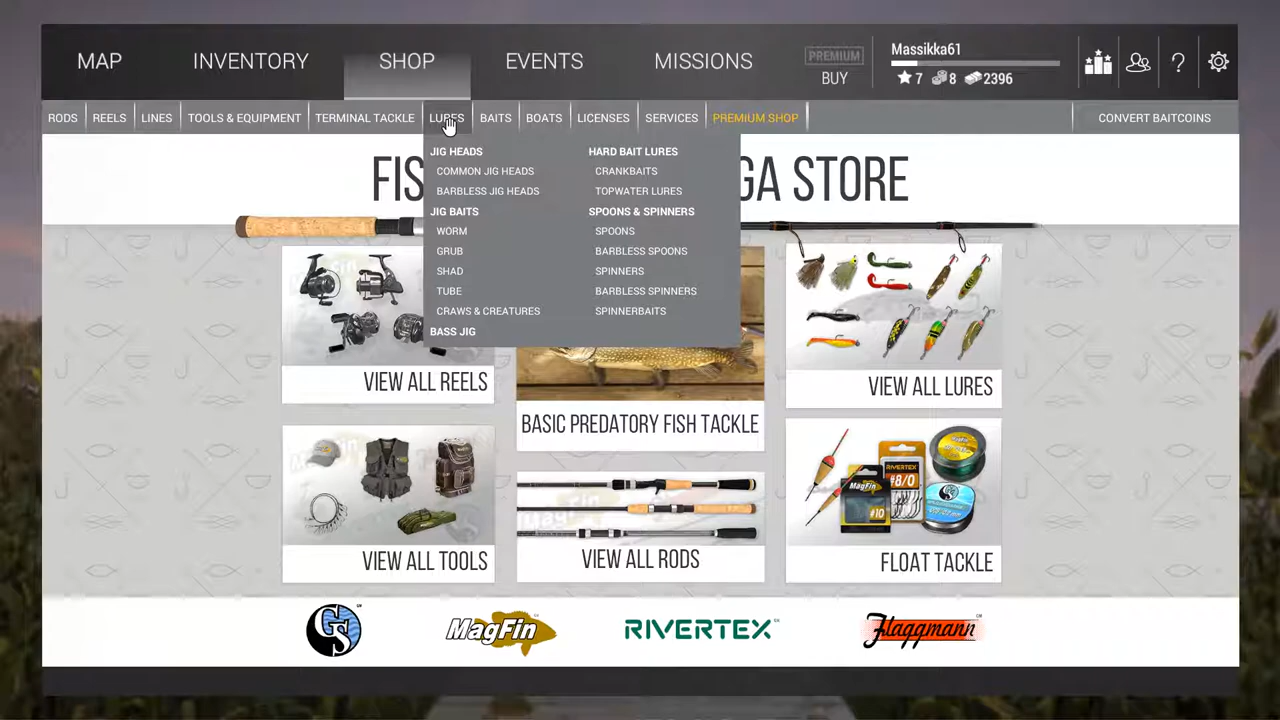 MAP INVENTORY SHOP EVENTS MISSIONS PREMIUM BUY Massikka61 7 8 2396 ?
RODS REELS LINES TOOLS & EQUIPMENT TERMINAL TACKLE LURES BAITS BOATS LICENSES SERVICES PREMIUM SHOP CONVERT BAITCOINS
JIG HEADS
COMMON JIG HEADS
BARBLESS JIG HEADS
JIG BAITS
WORM
GRUB
SHAD
TUBE
CRAWS & CREATURES
BASS JIG
HARD BAIT LURES
CRANKBAITS
TOPWATER LURES
SPOONS & SPINNERS
SPOONS
BARBLESS SPOONS
SPINNERS
BARBLESS SPINNERS
SPINNERBAITS
FIS GA STORE
VIEW ALL REELS
BASIC PREDATORY FISH TACKLE
VIEW ALL LURES
VIEW ALL TOOLS
VIEW ALL RODS
MagFin
#10
RIVERTEX
#8/0
MagFin
FLOAT TACKLE
GS
MagFin
RIVERTEX
Flaggmann